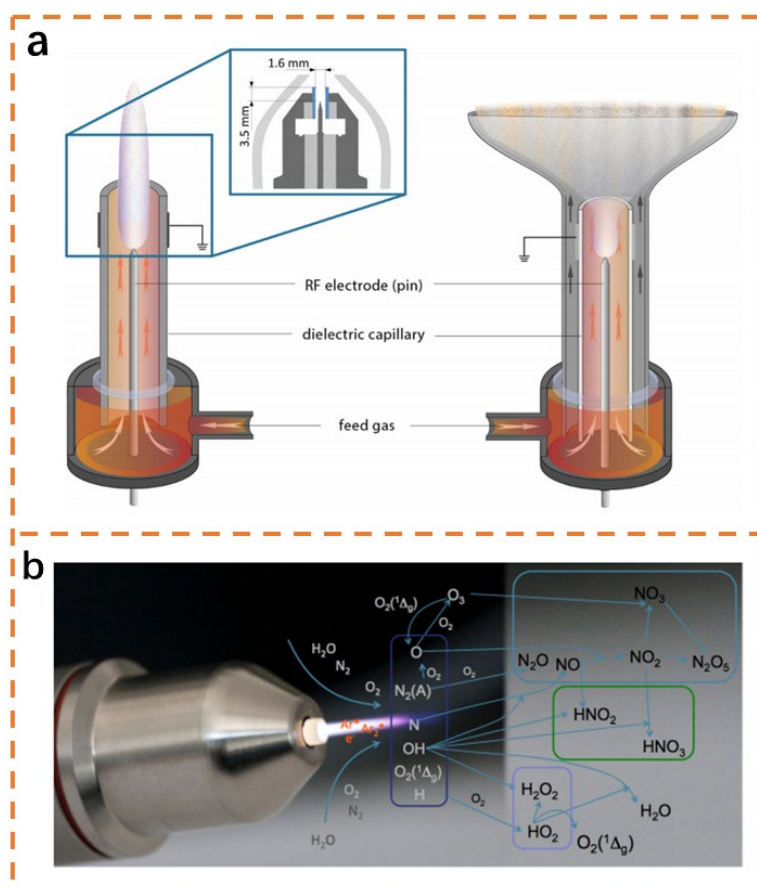 a
1.6 mm
3.5 mm
RF electrode (pin)
dielectric capillary
feed gas
b
O₂(¹Δg)
O₃
NO₃
O₂
H₂O
N₂
O
O₂
N₂O
NO
NO₂
N₂O₅
O₂
N₂(A)
O₂
Ar* Ar₂*
e⁻
N
HNO₂
OH
HNO₃
O₂
N₂
O₂(¹Δg)
H
O₂
H₂O₂
H₂O
H₂O
HO₂
O₂(¹Δg)